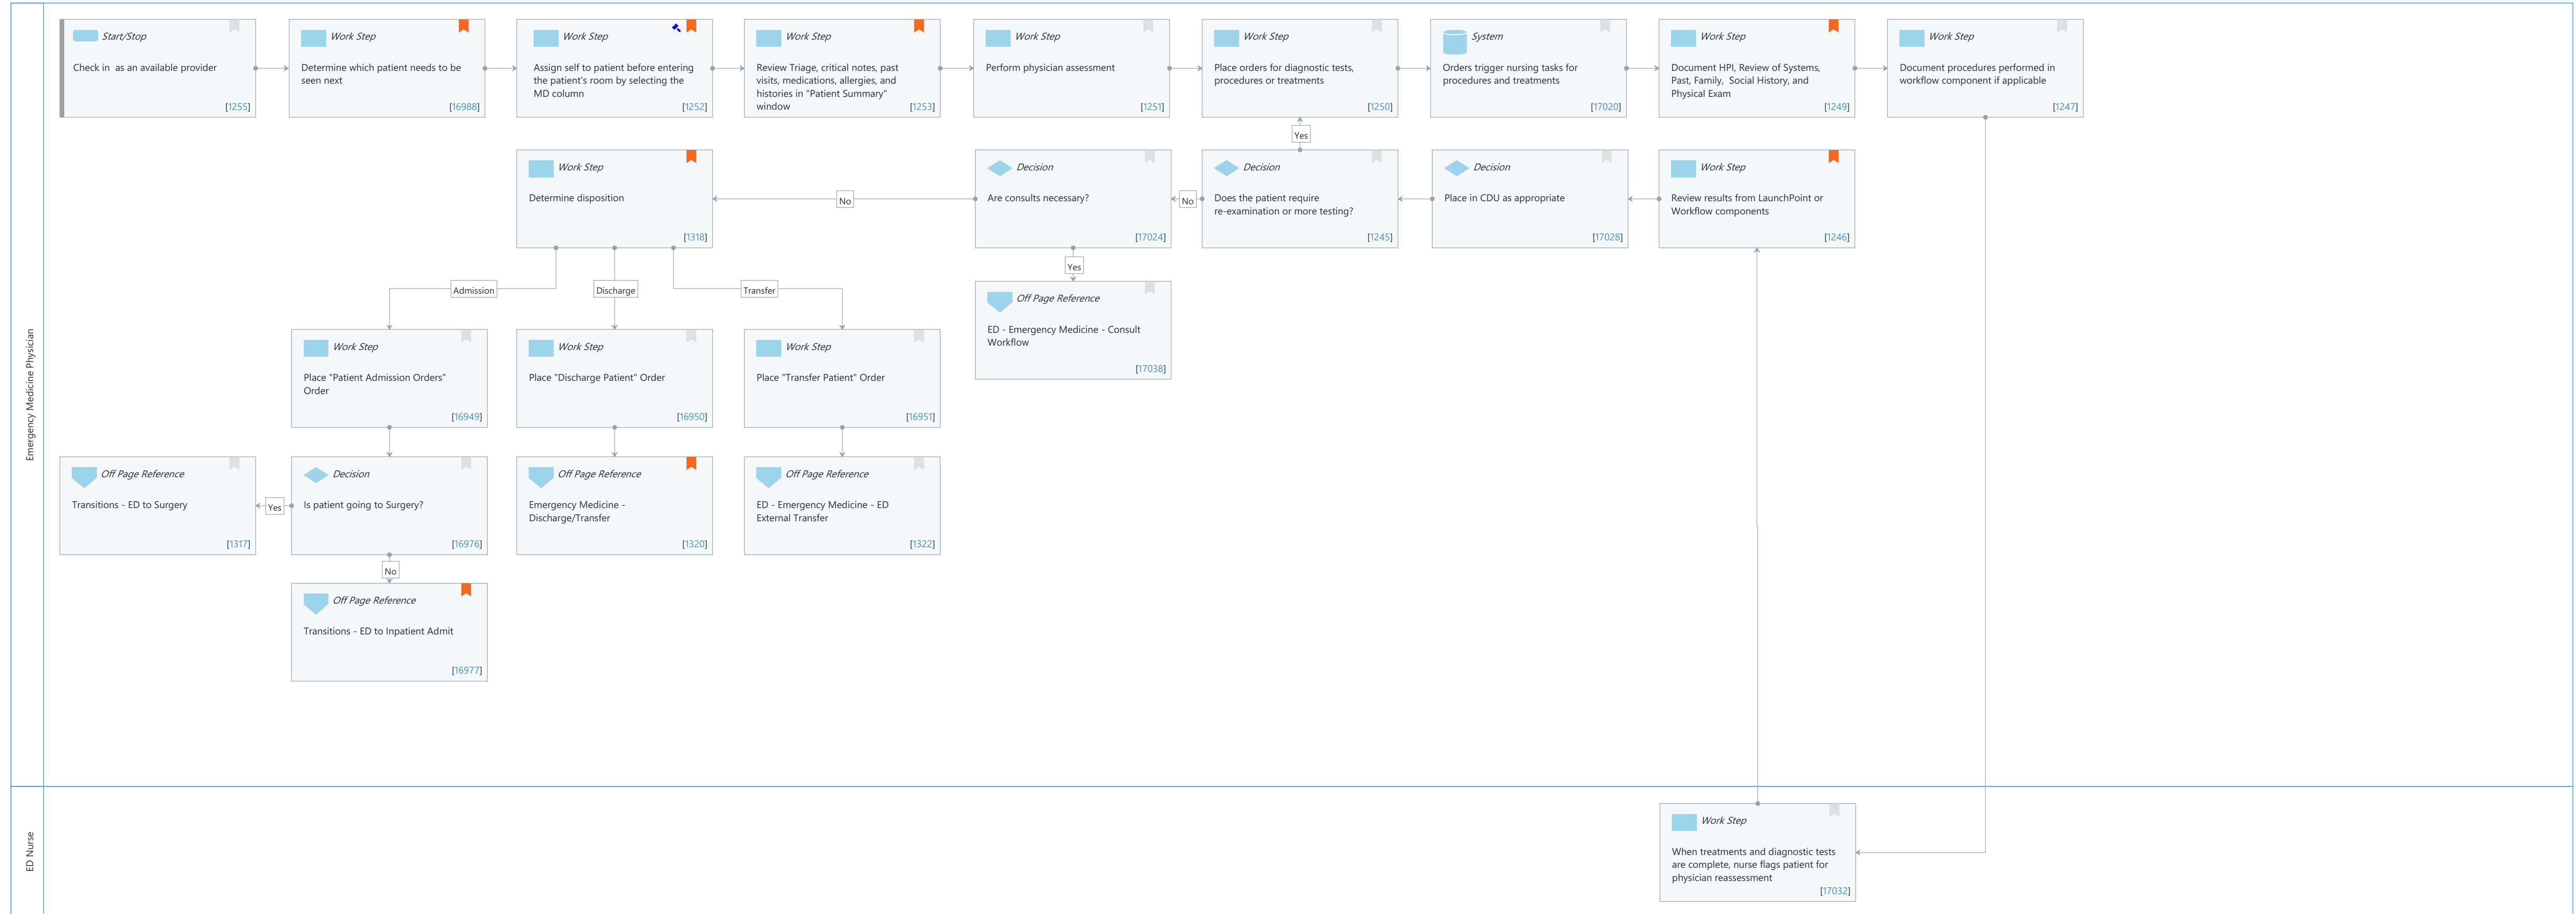 Emergency Medicine Physician
Start/Stop
Check in  as an available provider
[1255]
Work Step
Determine which patient needs to be
seen next
[16988]
Work Step
Assign self to patient before entering
the patient's room by selecting the
MD column
[1252]
Work Step
Review Triage, critical notes, past
visits, medications, allergies, and
histories in "Patient Summary"
window
[1253]
Work Step
Perform physician assessment
[1251]
Work Step
Place orders for diagnostic tests,
procedures or treatments
[1250]
System
Orders trigger nursing tasks for
procedures and treatments
[17020]
Work Step
Document HPI, Review of Systems,
Past, Family,  Social History, and
Physical Exam
[1249]
Work Step
Document procedures performed in
workflow component if applicable
[1247]
Yes
Work Step
Determine disposition
[1318]
No
Decision
Are consults necessary?
[17024]
No
Decision
Does the patient require
re-examination or more testing?
[1245]
Decision
Place in CDU as appropriate
[17028]
Work Step
Review results from LaunchPoint or
Workflow components
[1246]
Yes
Admission
Discharge
Transfer
Off Page Reference
ED - Emergency Medicine - Consult
Workflow
[17038]
Work Step
Place "Patient Admission Orders"
Order
[16949]
Work Step
Place "Discharge Patient" Order
[16950]
Work Step
Place "Transfer Patient" Order
[16951]
Off Page Reference
Transitions - ED to Surgery
[1317]
Yes
Decision
Is patient going to Surgery?
[16976]
Off Page Reference
Emergency Medicine -
Discharge/Transfer
[1320]
Off Page Reference
ED - Emergency Medicine - ED
External Transfer
[1322]
No
Off Page Reference
Transitions - ED to Inpatient Admit
[16977]
ED Nurse
Work Step
When treatments and diagnostic tests
are complete, nurse flags patient for
physician reassessment
[17032]